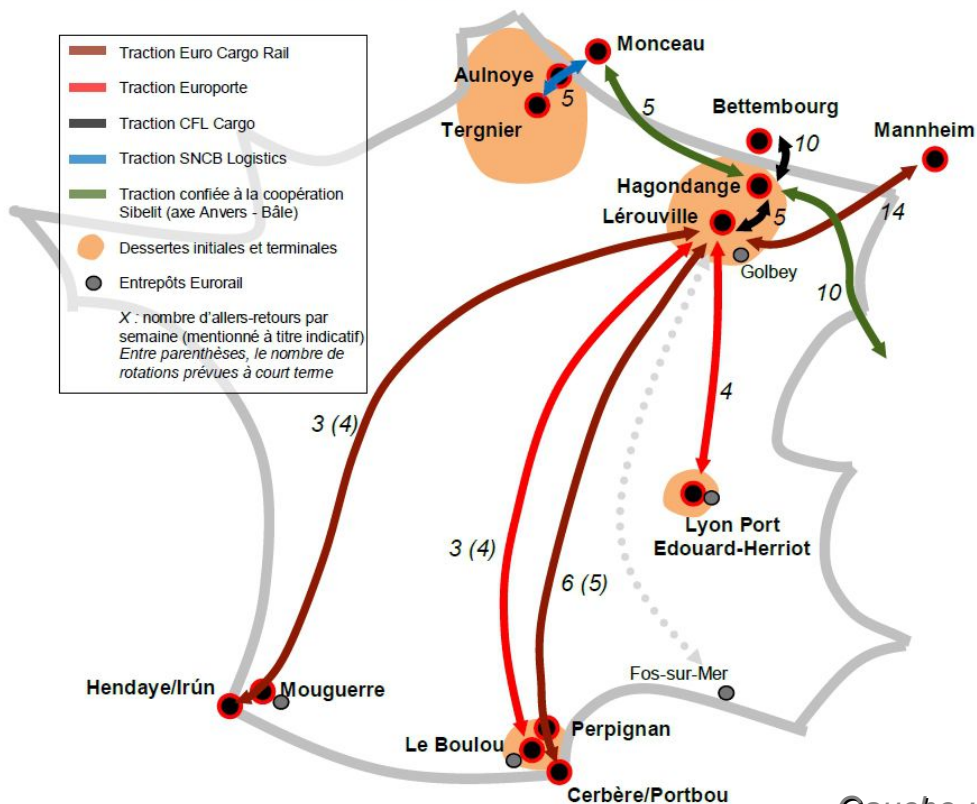 Traction Euro Cargo Rail
Traction Europorte
Traction CFL Cargo
Traction SNCB Logistics
Traction confiée à la coopération
Sibelit (axe Anvers - Bâle)
Dessertes initiales et terminales
Entrepôts Eurorail
X : nombre d'allers-retours par
semaine (mentionné à titre indicatif)
Entre parenthèses, le nombre de
rotations prévues à court terme
Monceau
Aulnoye
5
Tergnier
5
Bettembourg
10
Mannheim
Hagondange
Lérouville
5
14
Golbey
10
4
3 (4)
Lyon Port
Edouard-Herriot
3 (4)
6 (5)
Fos-sur-Mer
Hendaye/Irún
Mouguerre
Perpignan
Le Boulou
Cerbère/Portbou